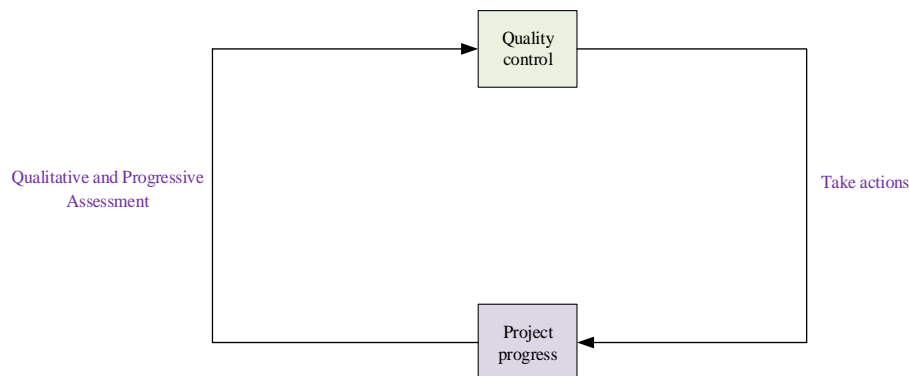 Quality
control
Qualitative and Progressive
Assessment
Take actions
Project
progress